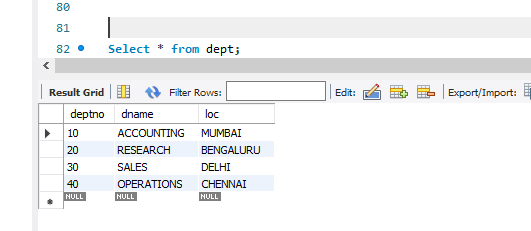 80
81
82 Select * from dept;
Result Grid Filter Rows: Edit: Export/Import:
deptno dname loc
10 ACCOUNTING MUMBAI
20 RESEARCH BENGALURU
30 SALES DELHI
40 OPERATIONS CHENNAI
NULL NULL NULL